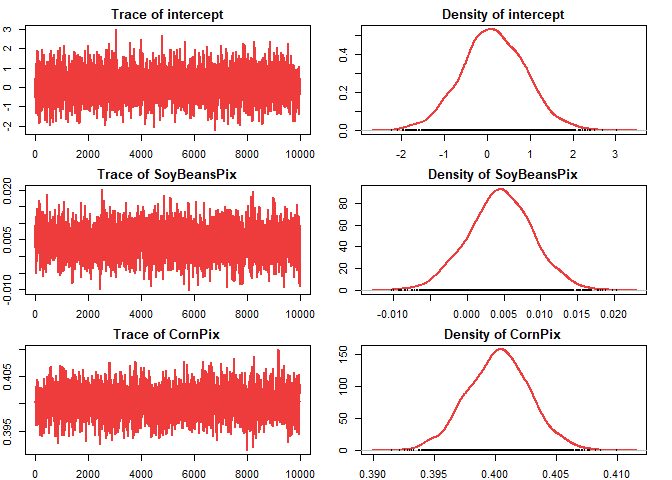 Trace of intercept
3
2
1
0
-1
-2
0 2000 4000 6000 8000 10000
Density of intercept
0.4
0.2
0.0
-2 -1 0 1 2 3
Trace of SoyBeansPix
0.020
0.005
-0.010
0 2000 4000 6000 8000 10000
Density of SoyBeansPix
80
60
40
20
0
-0.010 0.000 0.005 0.010 0.015 0.020
Trace of CornPix
0.405
0.395
0 2000 4000 6000 8000 10000
Density of CornPix
150
100
50
0
0.390 0.395 0.400 0.405 0.410